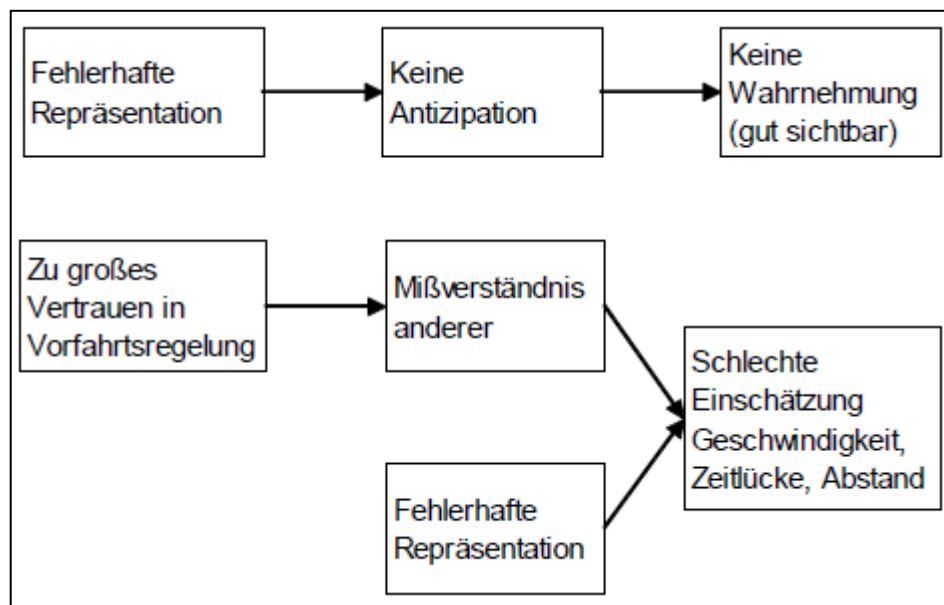 Fehlerhafte
Repräsentation
Keine
Antizipation
Keine
Wahrnehmung
(gut sichtbar)
Zu großes
Vertrauen in
Vorfahrtsregelung
Mißverständnis
anderer
Schlechte
Einschätzung
Geschwindigkeit,
Zeitlücke, Abstand
Fehlerhafte
Repräsentation